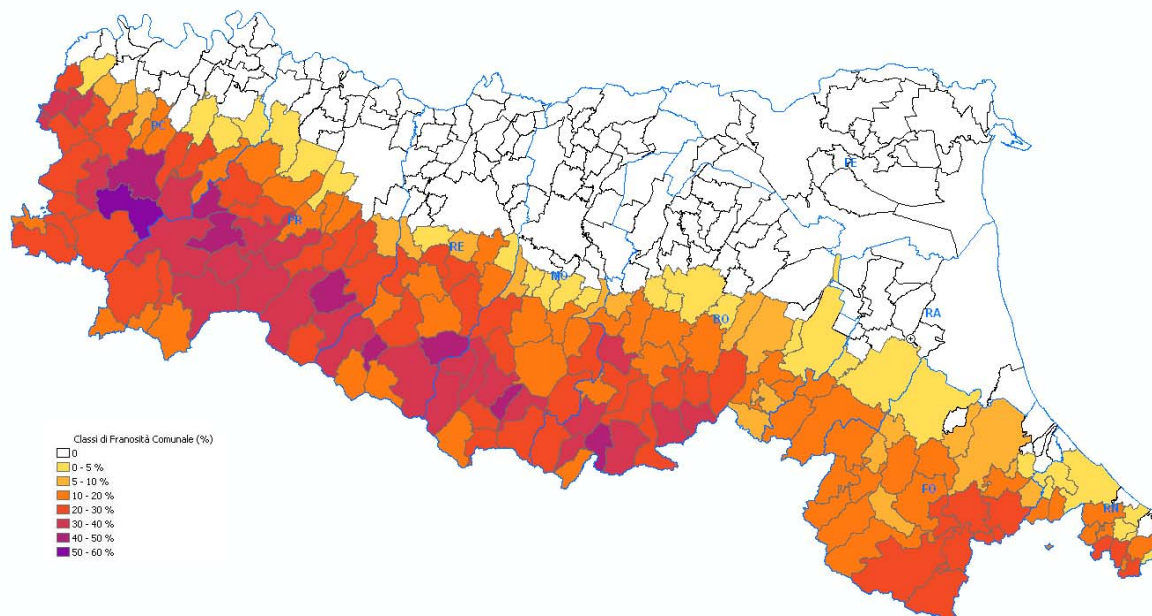 PC
FE
PR
RE
MO
BO
RA
FO
RN
Classi di Franosità Comunale (%)
0
0 - 5 %
5 - 10 %
10 - 20 %
20 - 30 %
30 - 40 %
40 - 50 %
50 - 60 %